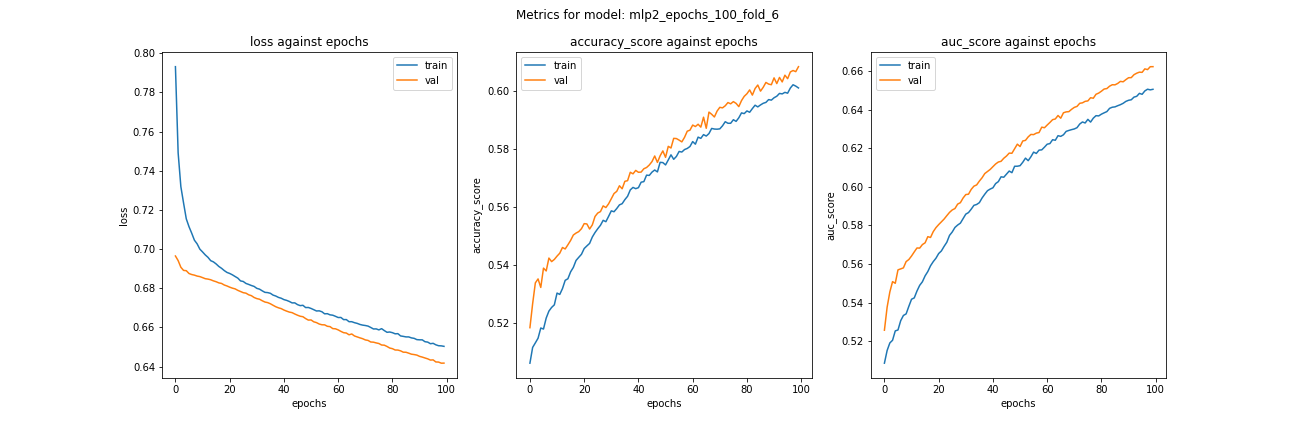 Metrics for model: mlp2_epochs_100_fold_6
loss against epochs
0.80
0.78
0.76
0.74
0.72
0.70
0.68
0.66
0.64
loss
0 20 40 60 80 100
epochs
train
val
accuracy_score against epochs
0.60
0.58
0.56
0.54
0.52
accuracy_score
0 20 40 60 80 100
epochs
train
val
auc_score against epochs
0.66
0.64
0.62
0.60
0.58
0.56
0.54
0.52
auc_score
0 20 40 60 80 100
epochs
train
val